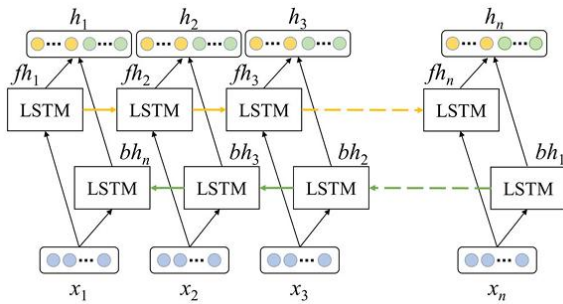 h1 h2 h3 hn
fh1 fh2 fh3 fhn
LSTM LSTM LSTM LSTM
bhn bh3 bh2 bh1
LSTM LSTM LSTM LSTM
x1 x2 x3 xn